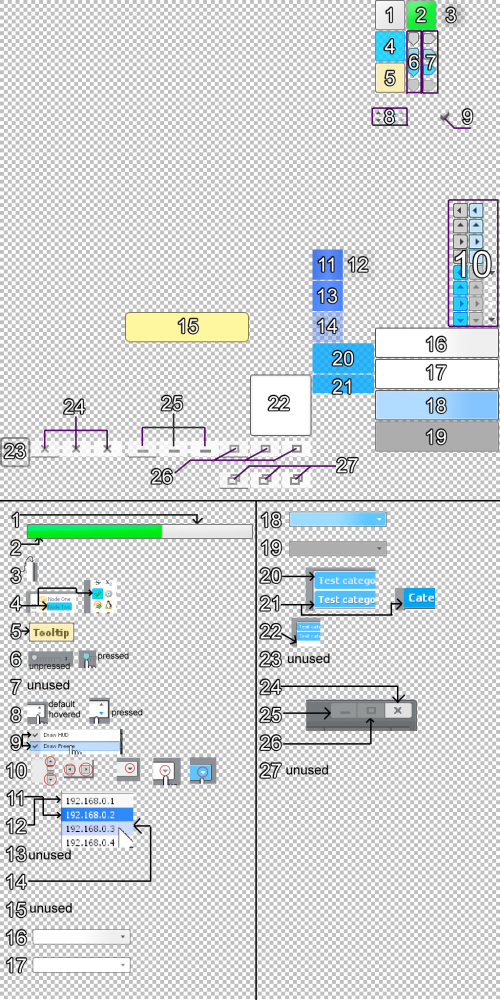 1 2 3
4 6 7
5
8 9
10
11 12
13
14
15
16
20
17
21
22
18
24 25
19
23
26 27
1
2
3
4 Node One
5 Tooltip
6 unpressed pressed
7 unused
8 default
hovered pressed
9 Draw HUD
Draw Freeze
10
11 192.168.0.1
192.168.0.2
12 192.168.0.3
192.168.0.4
13 unused
14
15 unused
16
17
18
19
20 Test catego
21 Test catego Cate
22 Test cate
Test cate
23 unused
24
25
26
27 unused